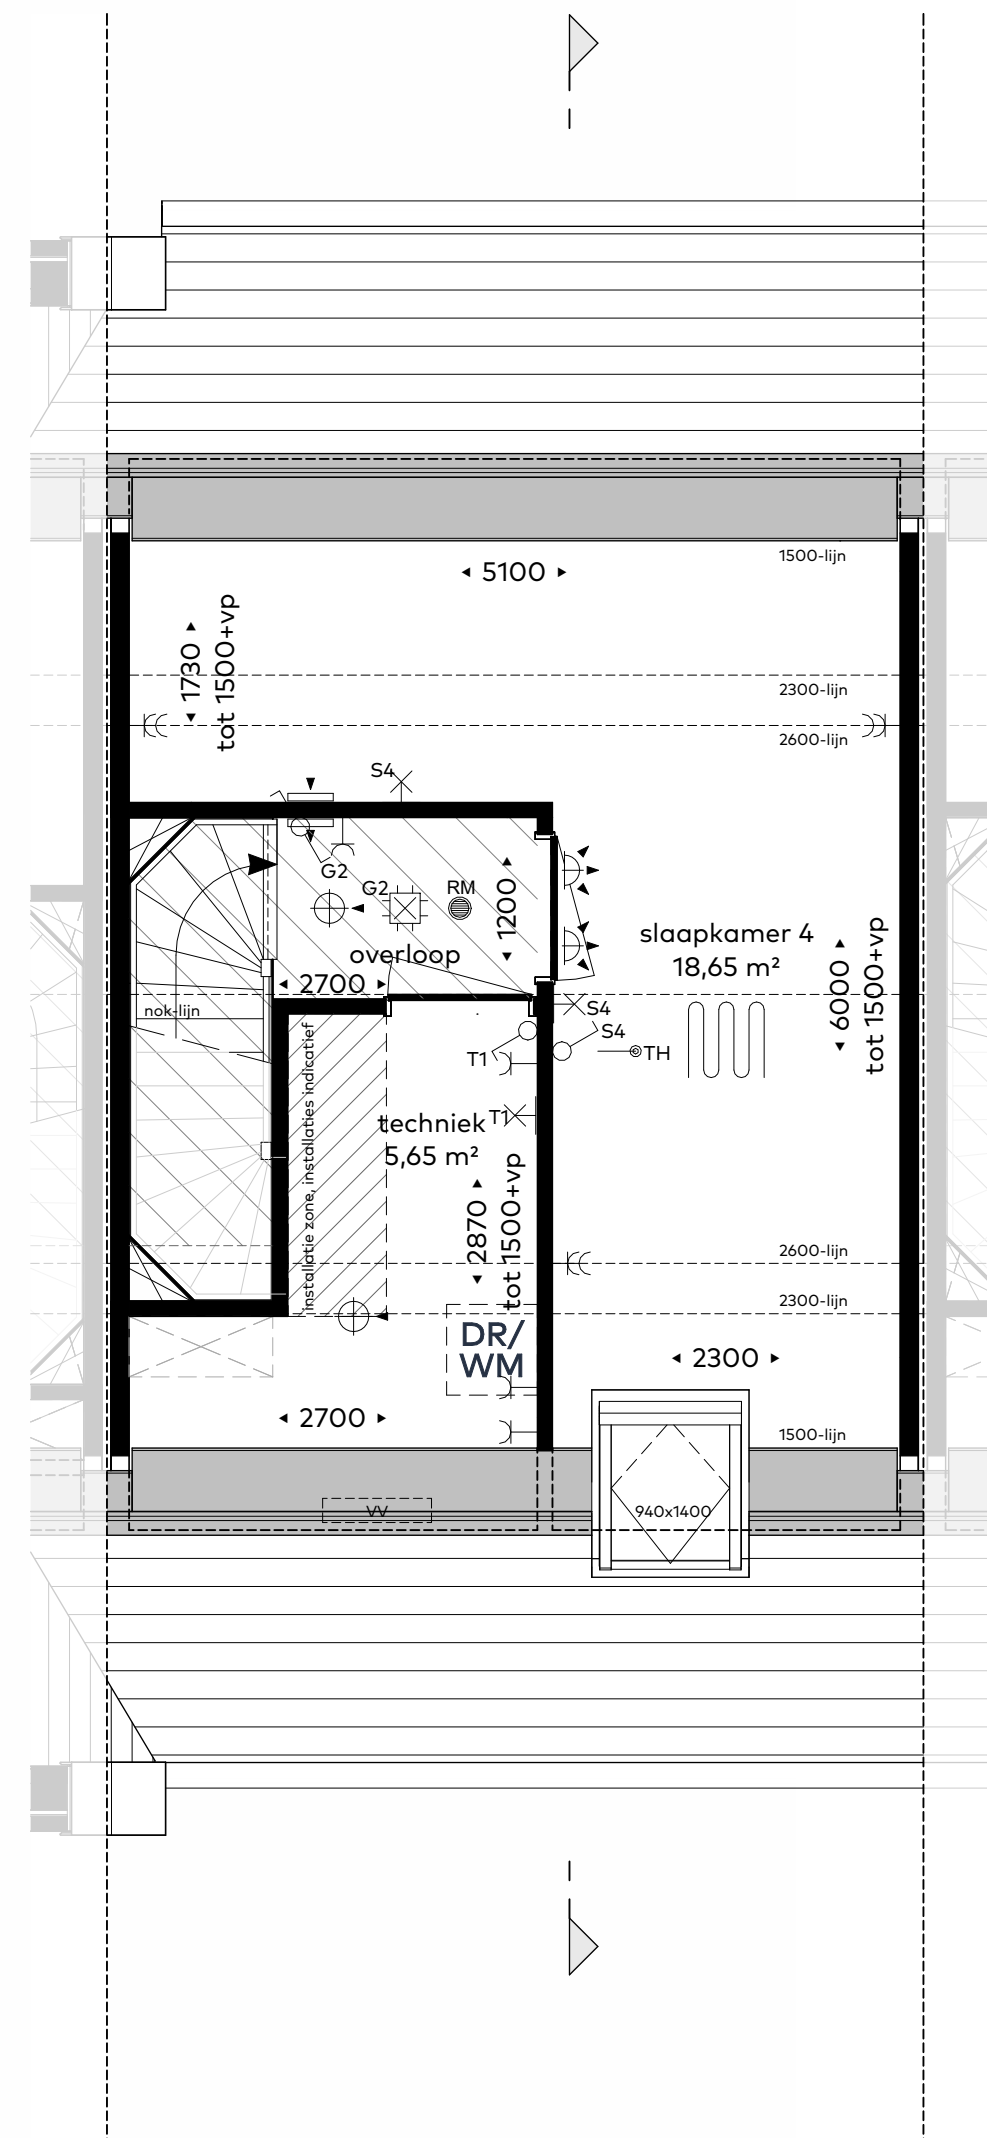 1500-lijn
5100
1730
tot 1500+vp
2300-lijn
2600-lijn
S4
G2
G2
RM
1200
overloop
2700
slaapkamer 4
18,65 m²
6000
tot 1500+vp
nok-lijn
S4
S4
T1
TH
installatie zone, installaties indicatief
techniek
T1
5,65 m²
2870
tot 1500+vp
2600-lijn
2300-lijn
DR/
WM
2300
2700
1500-lijn
VV
940x1400